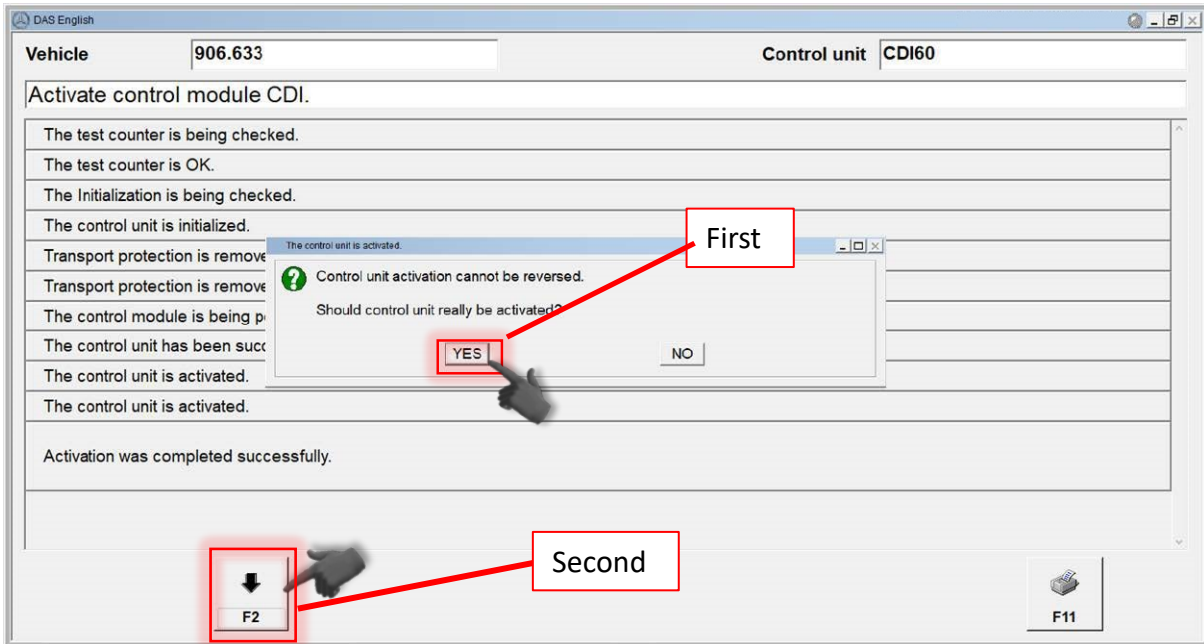 DAS English
Vehicle 906.633 Control unit CDI60
Activate control module CDI.
The test counter is being checked.
The test counter is OK.
The Initialization is being checked.
The control unit is initialized.
Transport protection is remove
Transport protection is remove
The control module is being p
The control unit has been succ
The control unit is activated.
The control unit is activated.
Activation was completed successfully.
The control unit is activated.
Control unit activation cannot be reversed.
Should control unit really be activated?
YES NO
First
Second
F2 F11